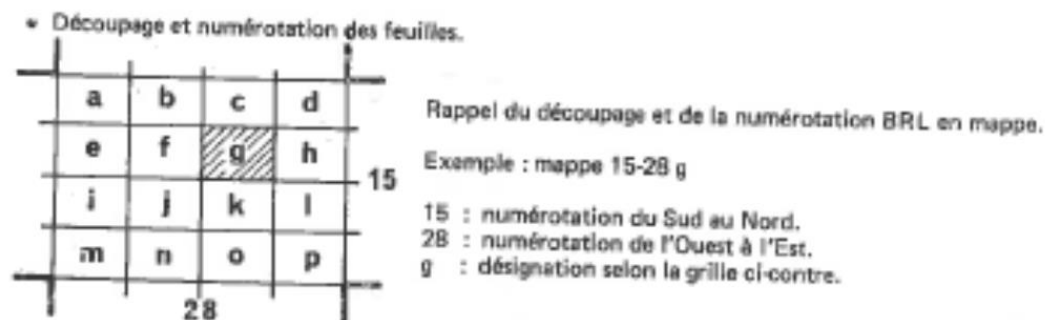 * Découpage et numérotation des feuilles.
a b c d
e f g h
i j k l
m n o p
15
28
Rappel du découpage et de la numérotation BRL en mappe.
Exemple : mappe 15-28 g
15 : numérotation du Sud au Nord.
28 : numérotation de l'Ouest à l'Est.
g : désignation selon la grille ci-contre.